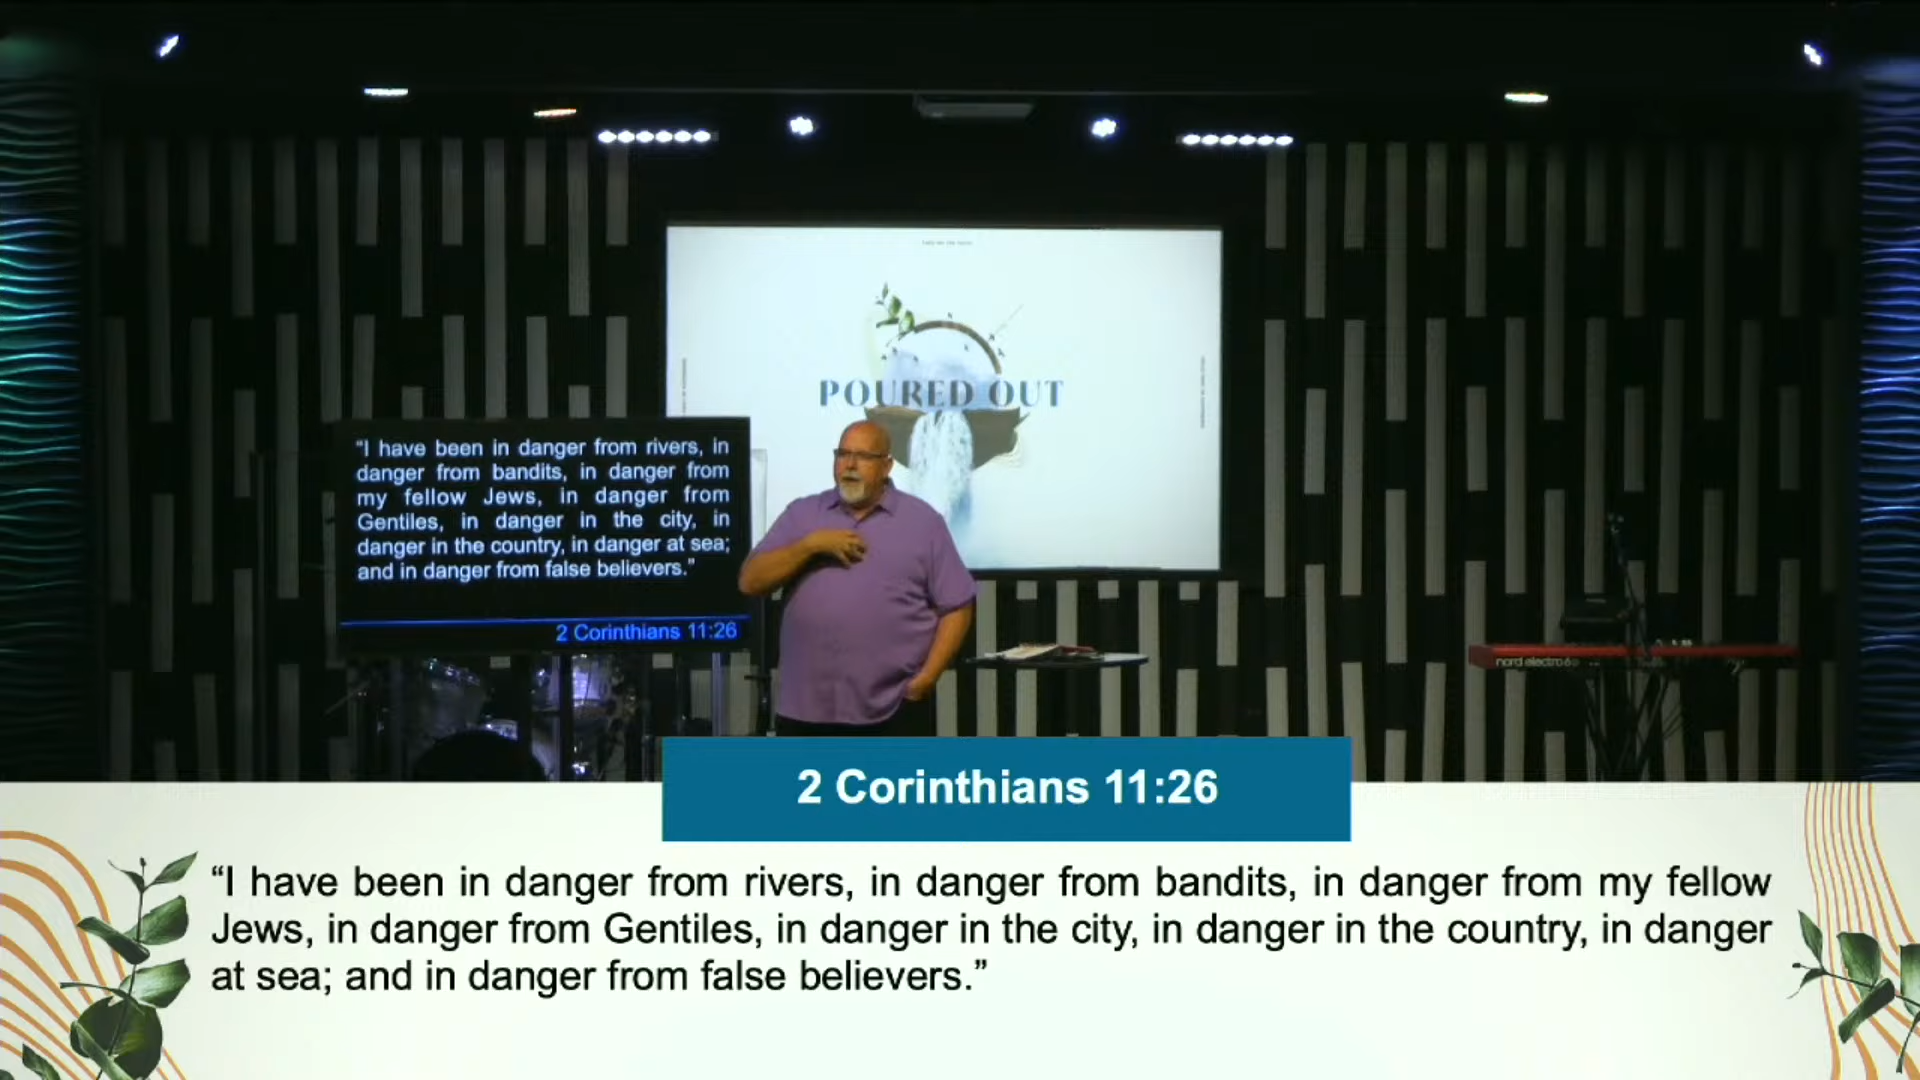 POURED OUT
“I have been in danger from rivers, in
danger from bandits, in danger from
my fellow Jews, in danger from
Gentiles, in danger in the city, in
danger in the country, in danger at sea;
and in danger from false believers.”
2 Corinthians 11:26
nord electro 6D
2 Corinthians 11:26
“I have been in danger from rivers, in danger from bandits, in danger from my fellow
Jews, in danger from Gentiles, in danger in the city, in danger in the country, in danger
at sea; and in danger from false believers.”